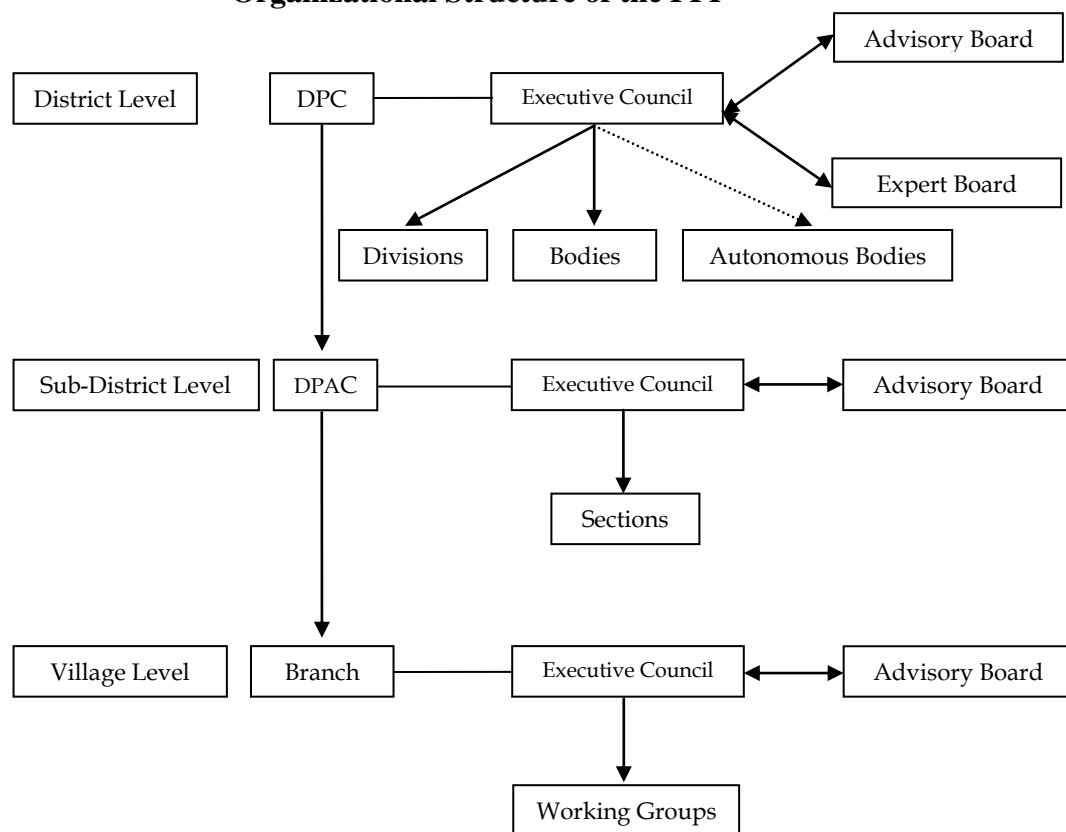 Organizational Structure of the
Advisory Board
District Level
DPC
Executive Council
Expert Board
Divisions
Bodies
Autonomous Bodies
Sub-District Level
DPAC
Executive Council
Advisory Board
Sections
Village Level
Branch
Executive Council
Advisory Board
Working Groups